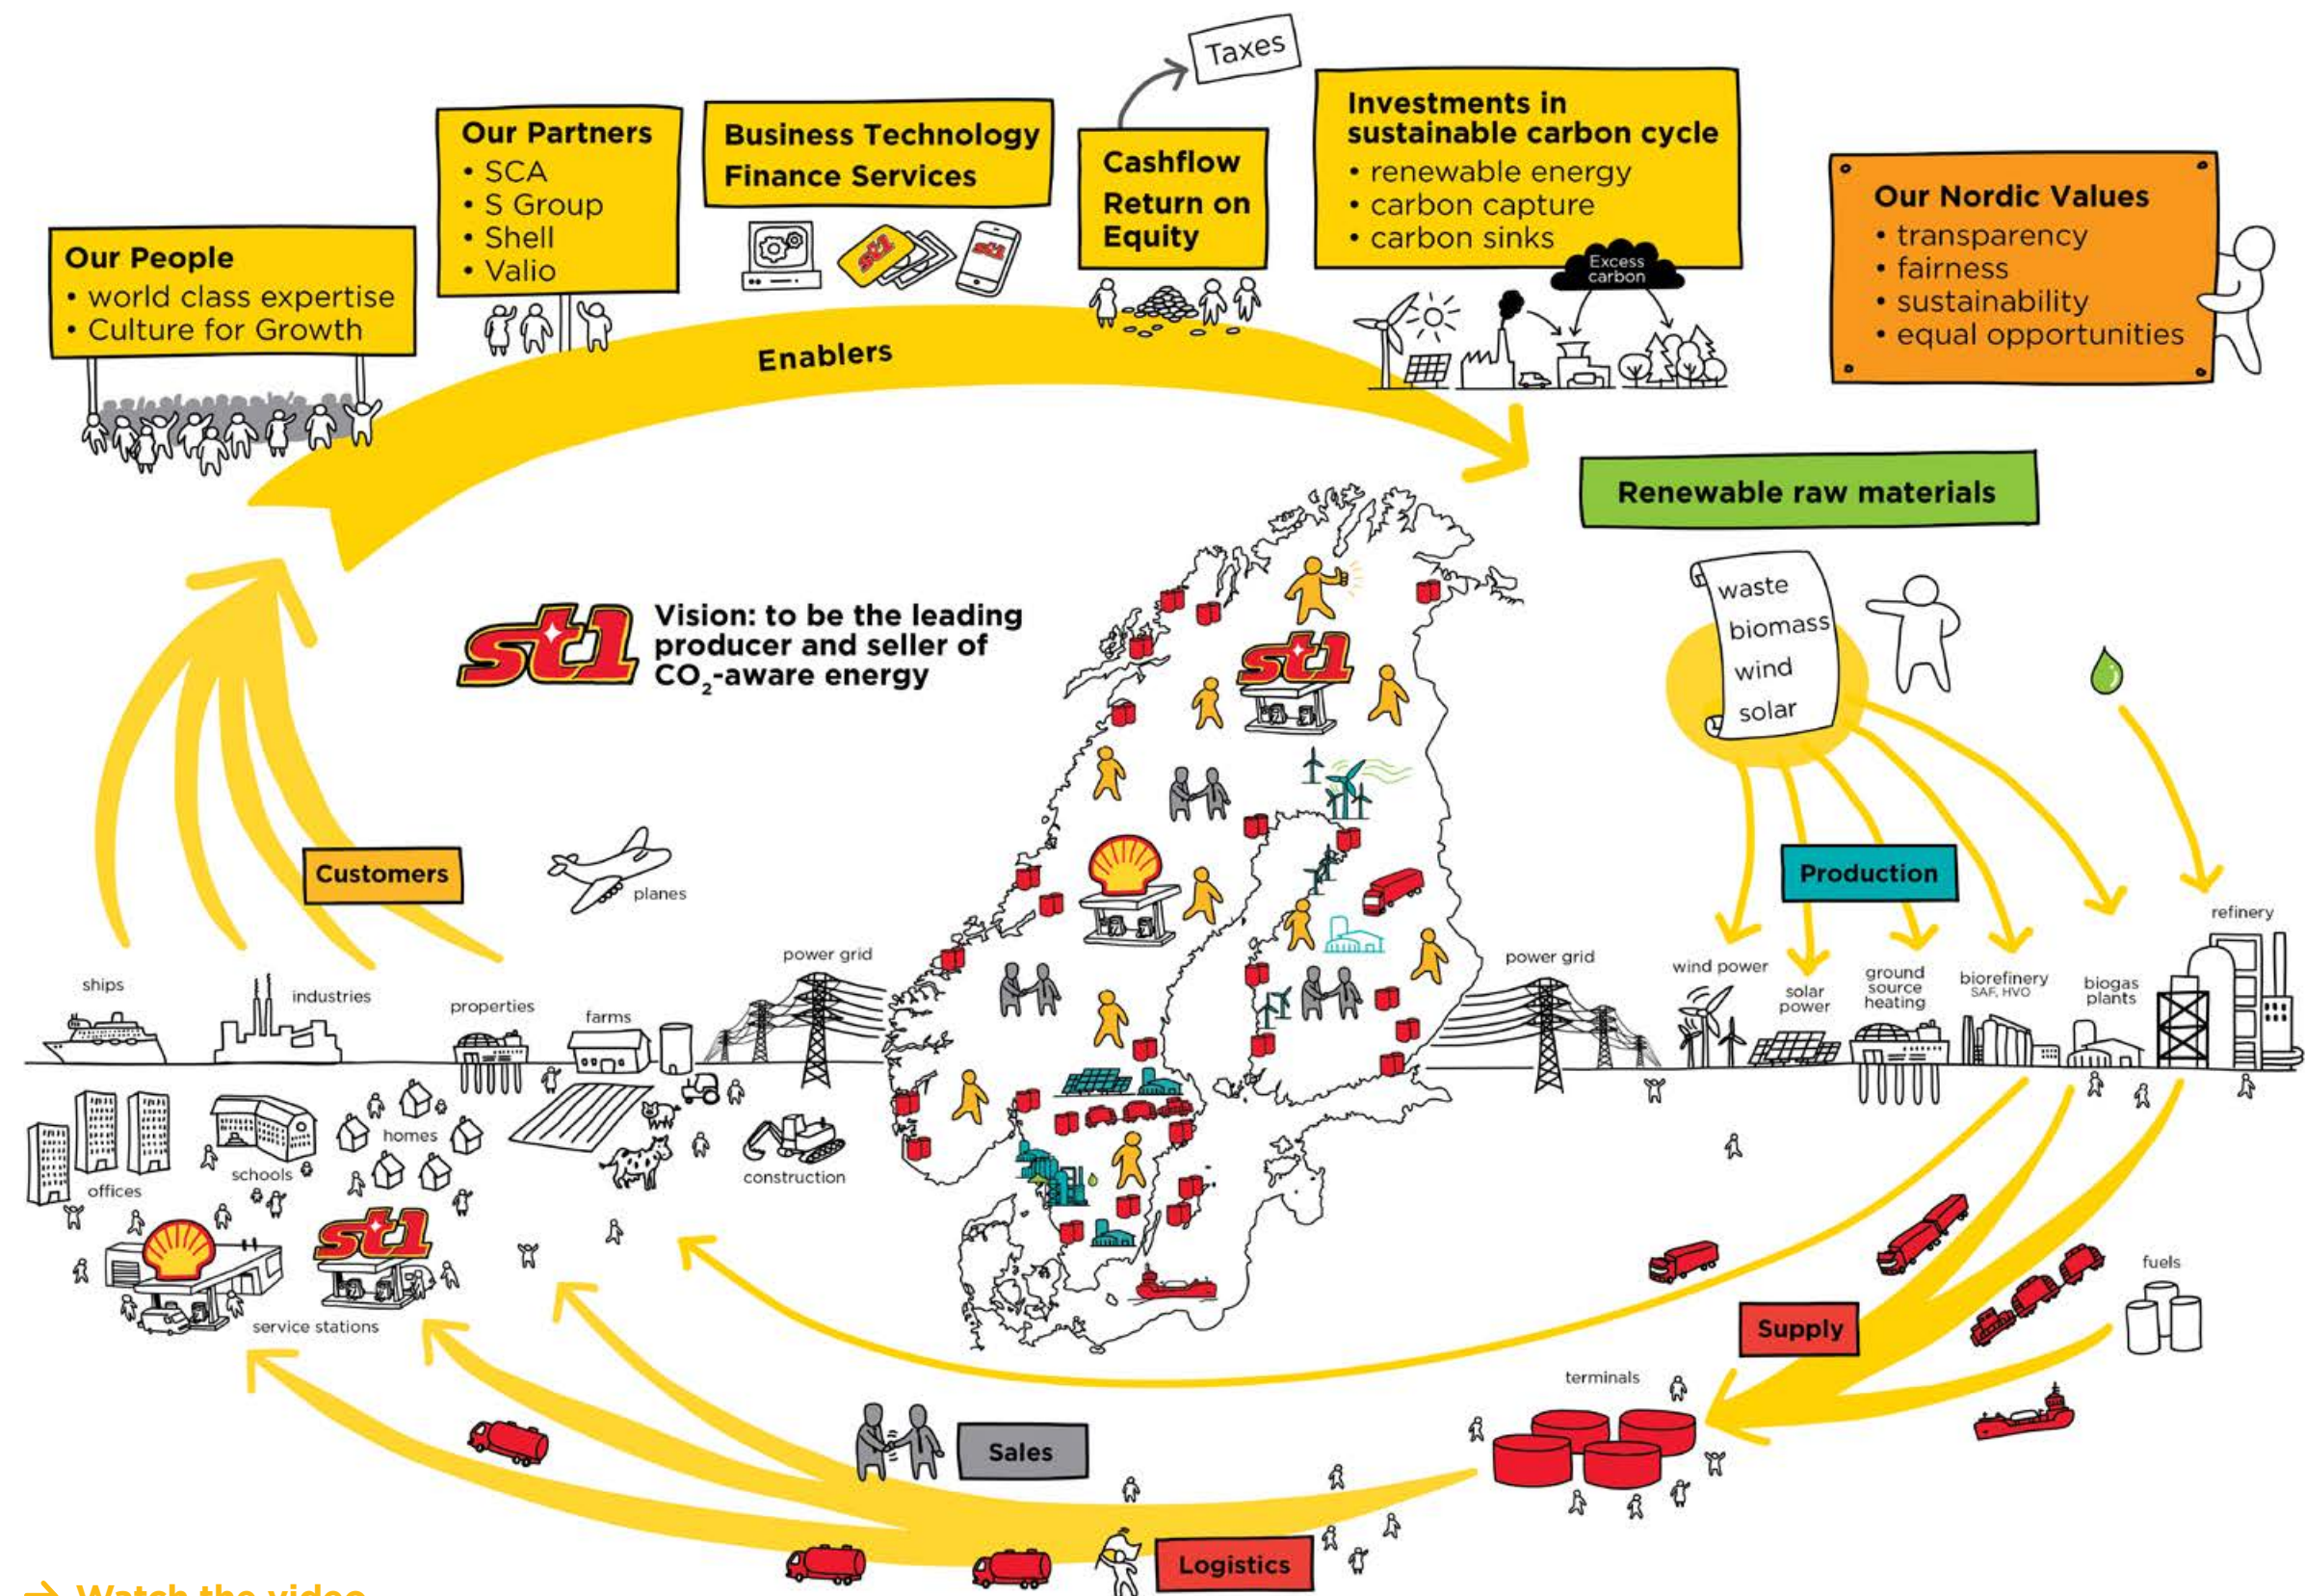 Taxes
Our People
• world class expertise
• Culture for Growth
Our Partners
• SCA
• S Group
• Shell
• Valio
Business Technology
Finance Services
st1
st1
Cashflow
Return on
Equity
Investments in
sustainable carbon cycle
• renewable energy
• carbon capture
• carbon sinks
Excess
carbon
Our Nordic Values
• transparency
• fairness
• sustainability
• equal opportunities
Enablers
Renewable raw materials
waste
biomass
wind
solar
st1
Vision: to be the leading
producer and seller of
CO₂-aware energy
st1
Customers
planes
Production
refinery
ships
industries
properties
farms
power grid
power grid
wind power
solar
power
ground
source
heating
biorefinery
SAF, HVO
biogas
plants
offices
schools
homes
construction
st1
service stations
Supply
fuels
terminals
Sales
Logistics
→ Watch the video